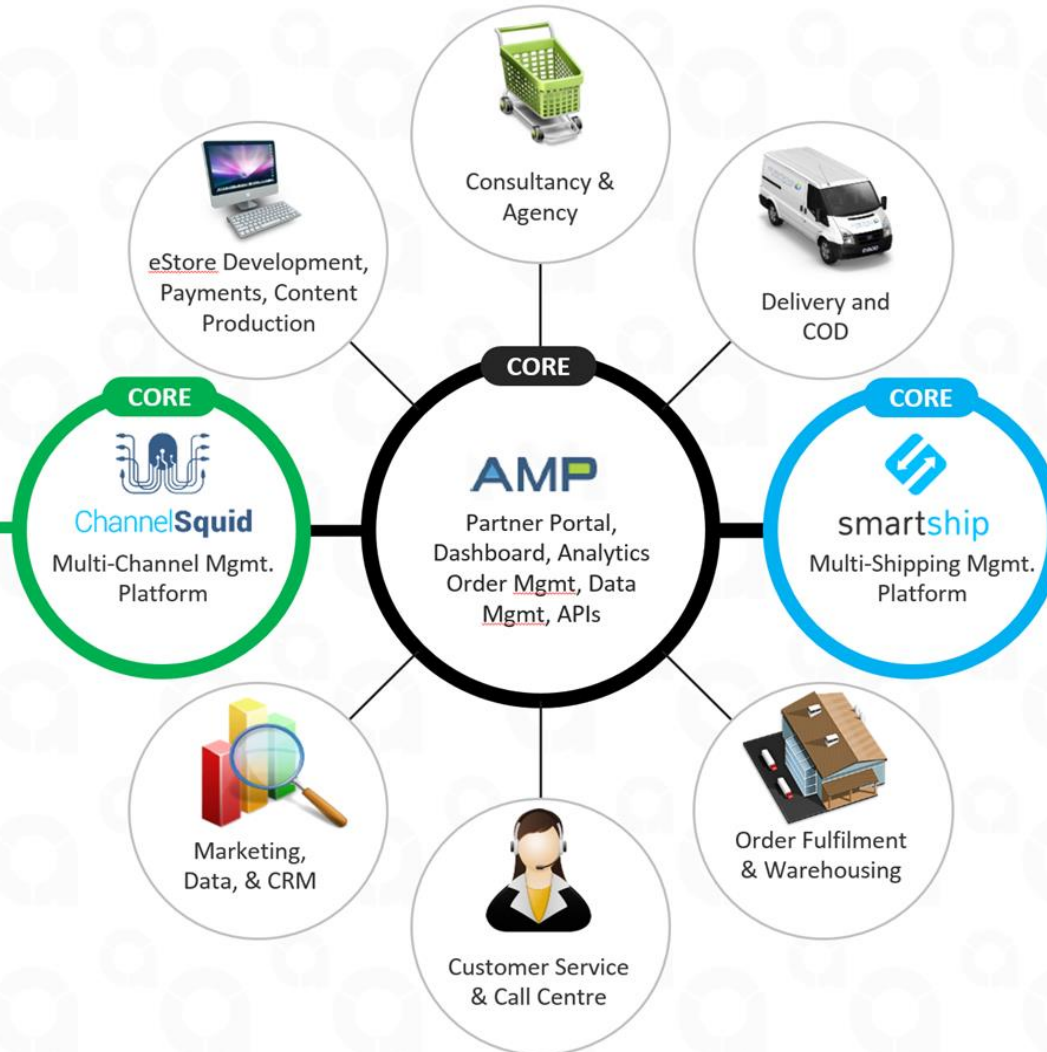 Consultancy &
Agency
eStore Development,
Payments, Content
Production
Delivery and
COD
CORE
ChannelSquid
Multi-Channel Mgmt.
Platform
CORE
AMP
Partner Portal,
Dashboard, Analytics
Order Mgmt, Data
Mgmt, APIs
CORE
smartship
Multi-Shipping Mgmt.
Platform
Marketing,
Data, & CRM
Customer Service
& Call Centre
Order Fulfilment
& Warehousing